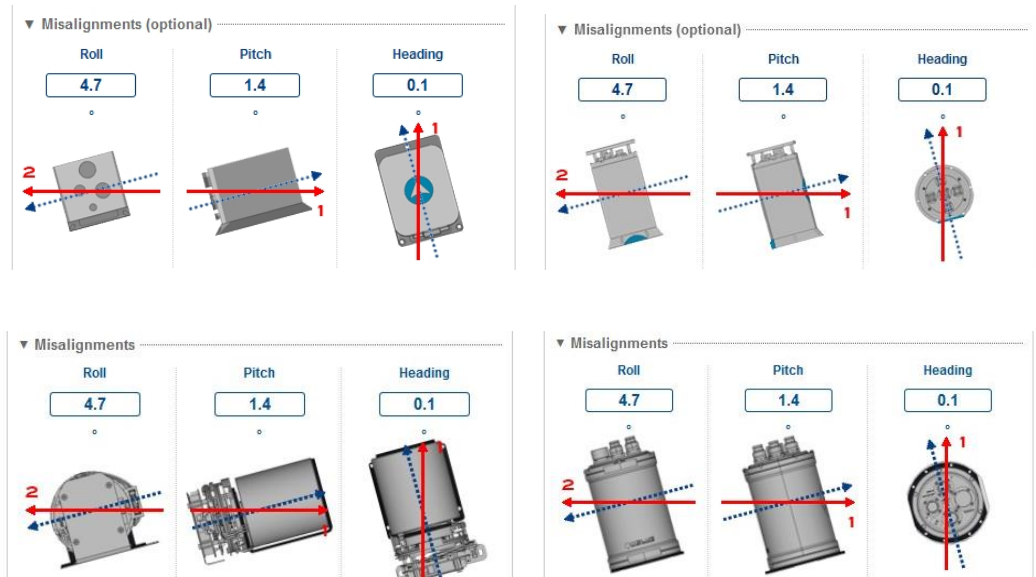 ▼ Misalignments (optional)
Roll Pitch Heading
4.7 1.4 0.1
° ° °
1
2
1
▼ Misalignments (optional)
Roll Pitch Heading
4.7 1.4 0.1
° ° °
1
2
1
▼ Misalignments
Roll Pitch Heading
4.7 1.4 0.1
° ° °
1
2
1
▼ Misalignments
Roll Pitch Heading
4.7 1.4 0.1
° ° °
1
2
1